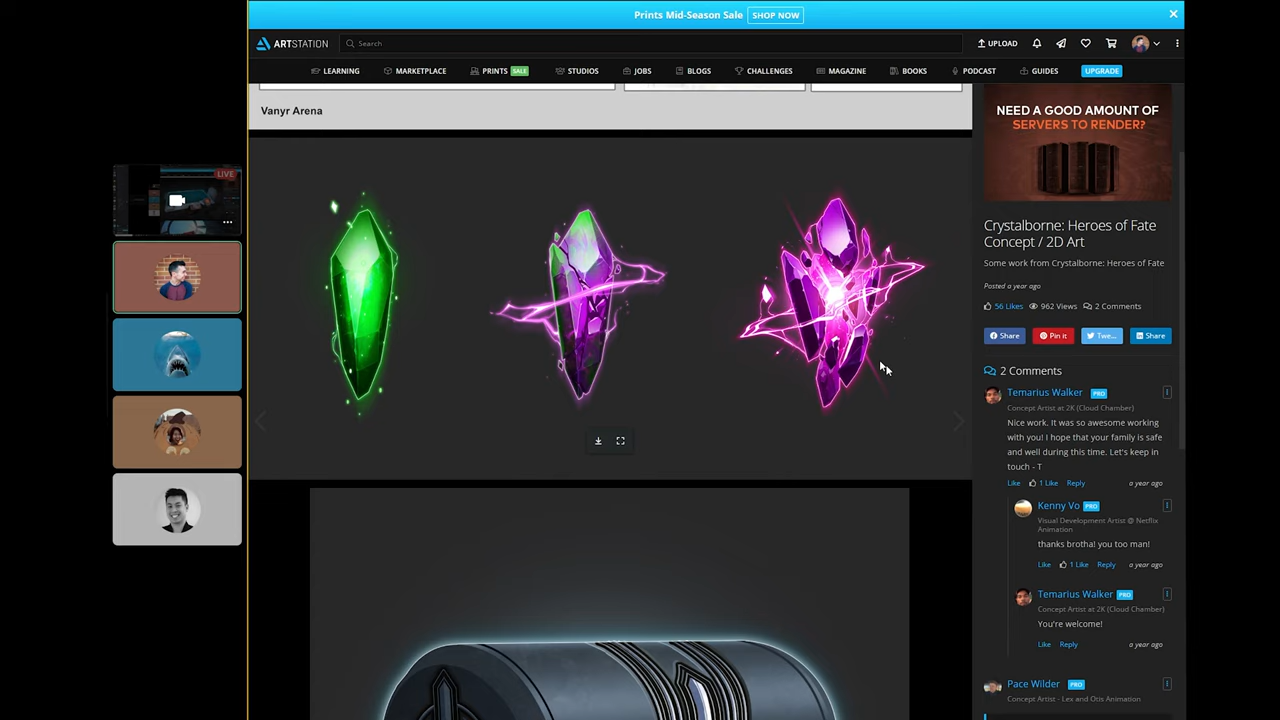 Prints Mid-Season Sale SHOP NOW
ARTSTATION
Search
UPLOAD
LEARNING MARKETPLACE PRINTS SALE STUDIOS JOBS BLOGS CHALLENGES MAGAZINE BOOKS PODCAST GUIDES UPGRADE
LIVE
Vanyr Arena
NEED A GOOD AMOUNT OF
SERVERS TO RENDER?
Crystalborne: Heroes of Fate
Concept / 2D Art
Some work from Crystalborne: Heroes of Fate
Posted a year ago
56 Likes 962 Views 2 Comments
Share Pin it Twe... Share
2 Comments
Temarius Walker PRO
Concept Artist at 2K (Cloud Chamber)
Nice work. It was so awesome working
with you! I hope that your family is safe
and well during this time. Let's keep in
touch - T
Like 1 Like Reply a year ago
Kenny Vo PRO
Visual Development Artist @ Netflix
Animation
thanks brotha! you too man!
Like 1 Like Reply a year ago
Temarius Walker PRO
Concept Artist at 2K (Cloud Chamber)
You're welcome!
Like Reply a year ago
Pace Wilder PRO
Concept Artist - Lex and Otis Animation